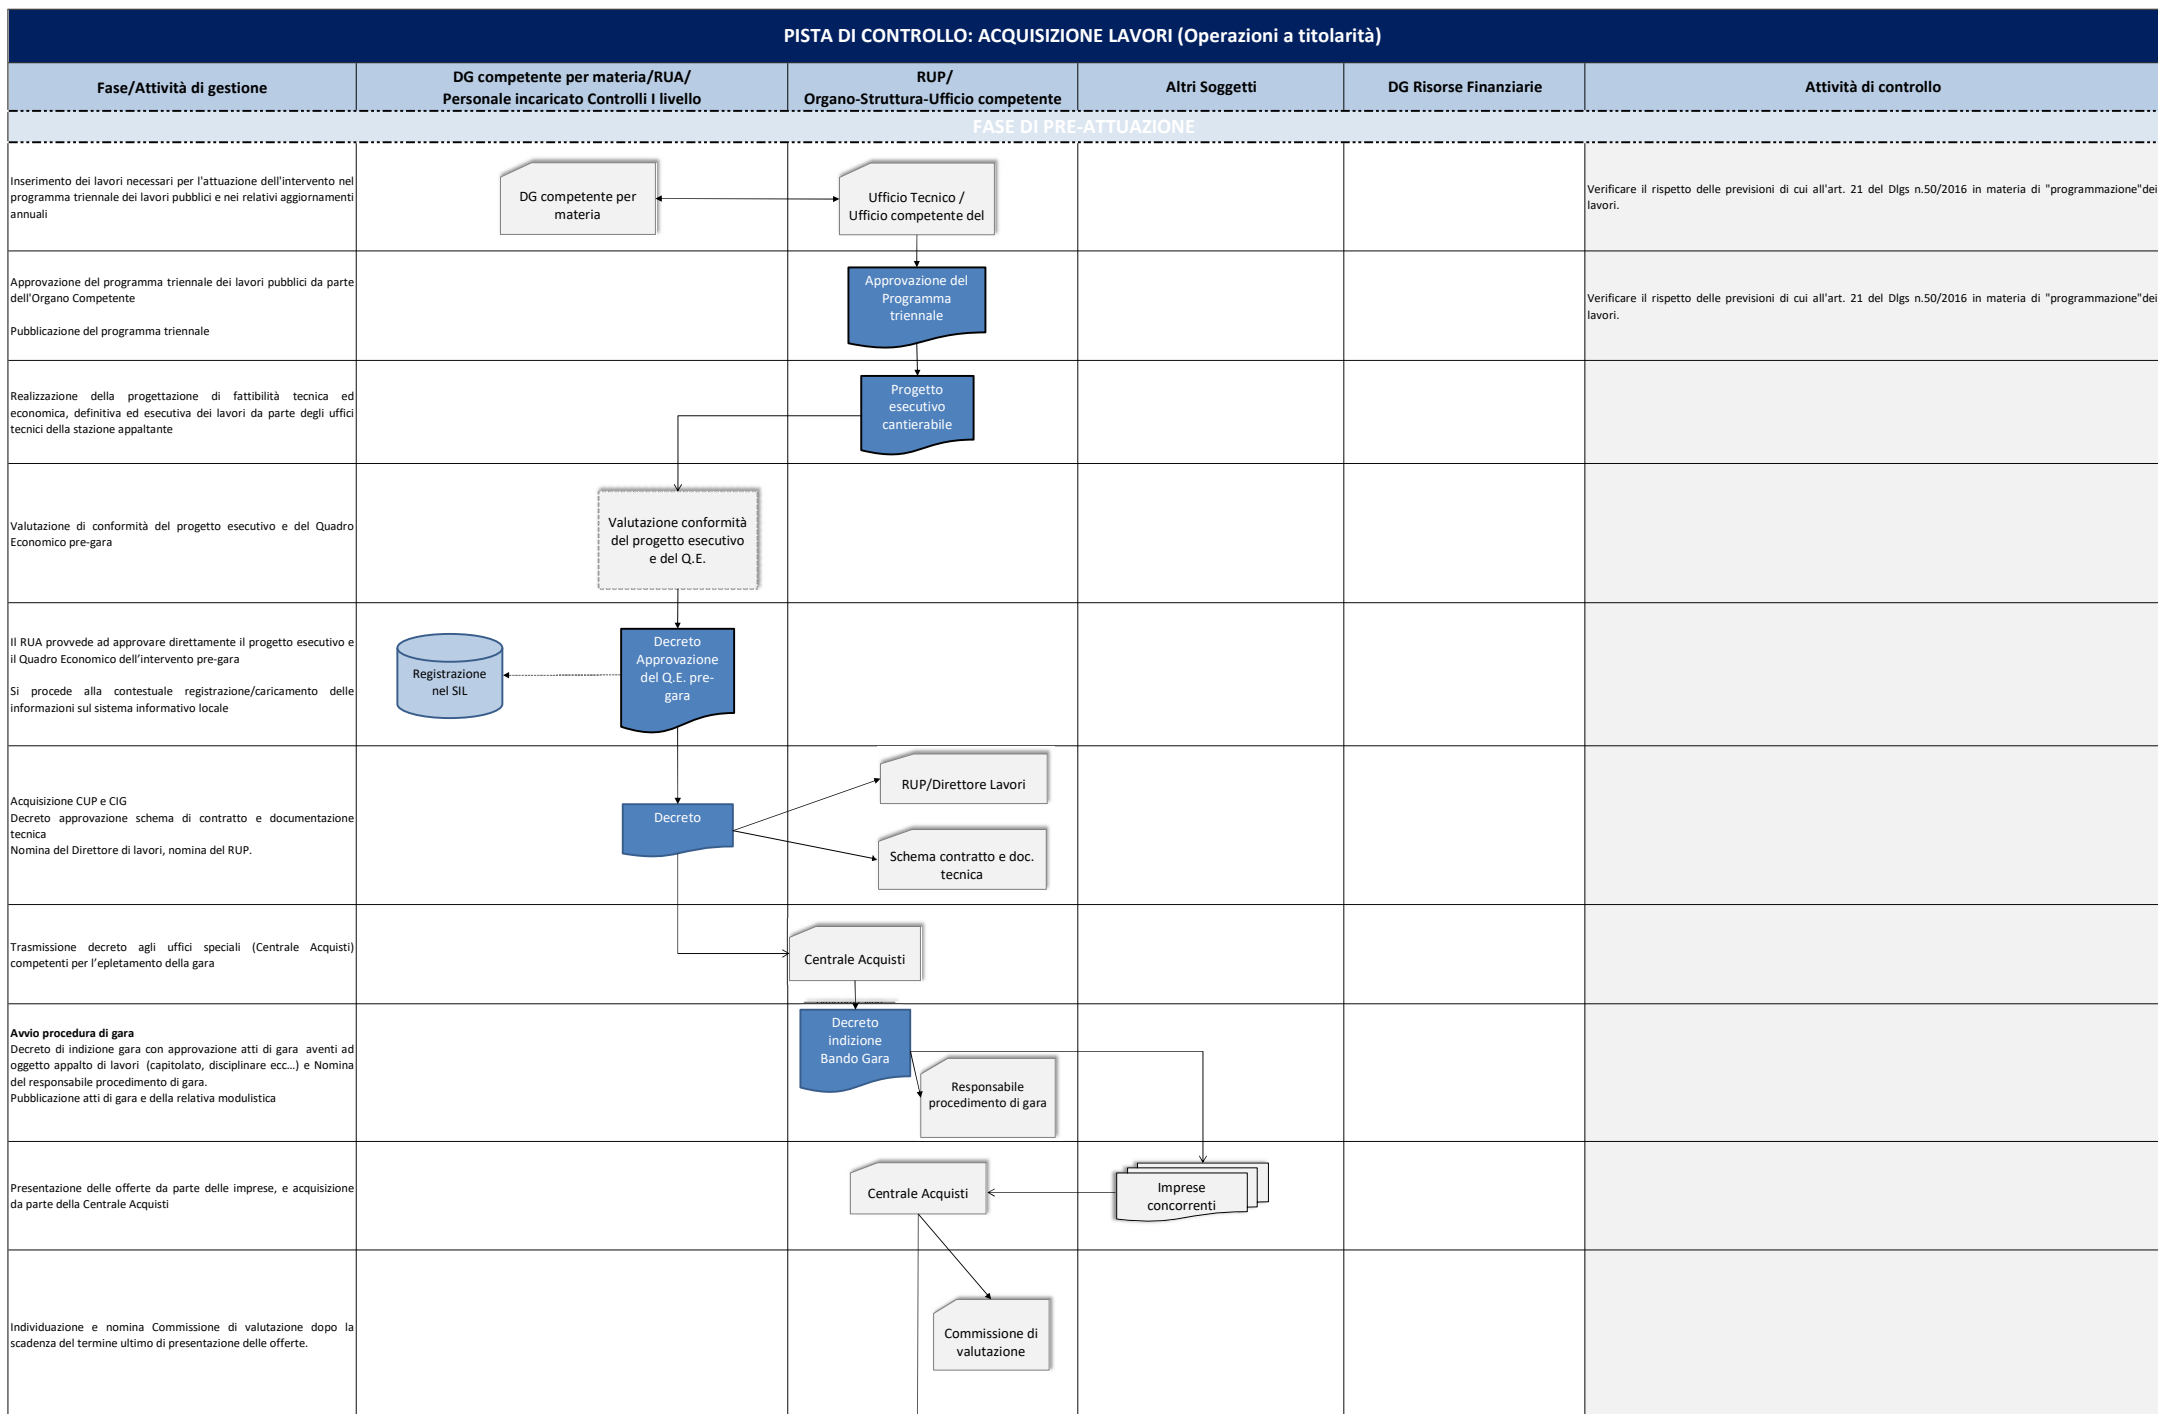 PISTA DI CONTROLLO: ACQUISIZIONE LAVORI (Operazioni a titolarità)
Fase/Attività di gestione
DG competente per materia/RUA/
Personale incaricato Controlli I livello
RUP/
Organo-Struttura-Ufficio competente
Altri Soggetti
DG Risorse Finanziarie
Attività di controllo
FASE DI PRE-ATTUAZIONE
Inserimento dei lavori necessari per l'attuazione dell'intervento nel
programma triennale dei lavori pubblici e nei relativi aggiornamenti
annuali
DG competente per
materia
Ufficio Tecnico /
Ufficio competente del
Verificare il rispetto delle previsioni di cui all'art. 21 del Dlgs n.50/2016 in materia di "programmazione"dei
lavori.
Approvazione del programma triennale dei lavori pubblici da parte
dell'Organo Competente
Pubblicazione del programma triennale
Approvazione del
Programma
triennale
Verificare il rispetto delle previsioni di cui all'art. 21 del Dlgs n.50/2016 in materia di "programmazione"dei
lavori.
Realizzazione della progettazione di fattibilità tecnica ed
economica, definitiva ed esecutiva dei lavori da parte degli uffici
tecnici della stazione appaltante
Progetto
esecutivo
cantierabile
Valutazione di conformità del progetto esecutivo e del Quadro
Economico pre-gara
Valutazione conformità
del progetto esecutivo
e del Q.E.
Il RUA provvede ad approvare direttamente il progetto esecutivo e
il Quadro Economico dell'intervento pre-gara
Si procede alla contestuale registrazione/caricamento delle
informazioni sul sistema informativo locale
Registrazione
nel SIL
Decreto
Approvazione
del Q.E. pre-
gara
Acquisizione CUP e CIG
Decreto approvazione schema di contratto e documentazione
tecnica
Nomina del Direttore di lavori, nomina del RUP.
Decreto
RUP/Direttore Lavori
Schema contratto e doc.
tecnica
Trasmissione decreto agli uffici speciali (Centrale Acquisti)
competenti per l'epletamento della gara
Centrale Acquisti
Avvio procedura di gara
Decreto di indizione gara con approvazione atti di gara aventi ad
oggetto appalto di lavori (capitolato, disciplinare ecc...) e Nomina
del responsabile procedimento di gara.
Pubblicazione atti di gara e della relativa modulistica
Decreto
indizione
Bando Gara
Responsabile
procedimento di gara
Presentazione delle offerte da parte delle imprese, e acquisizione
da parte della Centrale Acquisti
Centrale Acquisti
Imprese
concorrenti
Individuazione e nomina Commissione di valutazione dopo la
scadenza del termine ultimo di presentazione delle offerte.
Commissione di
valutazione